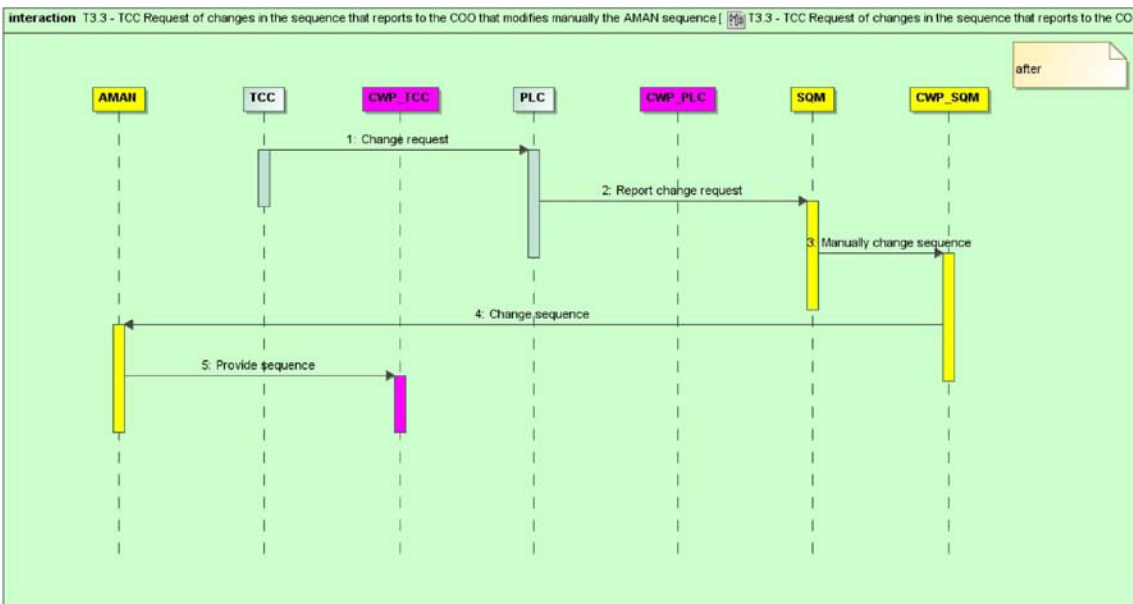 interaction T3.3 - TCC Request of changes in the sequence that reports to the COO that modifies manually the AMAN sequence [ T3.3 - TCC Request of changes in the sequence that reports to the CO
after
AMAN TCC CWP_TCC PLC CWP_PLC SQM CWP_SQM
1: Change request
2: Report change request
3: Manually change sequence
4: Change sequence
5: Provide sequence